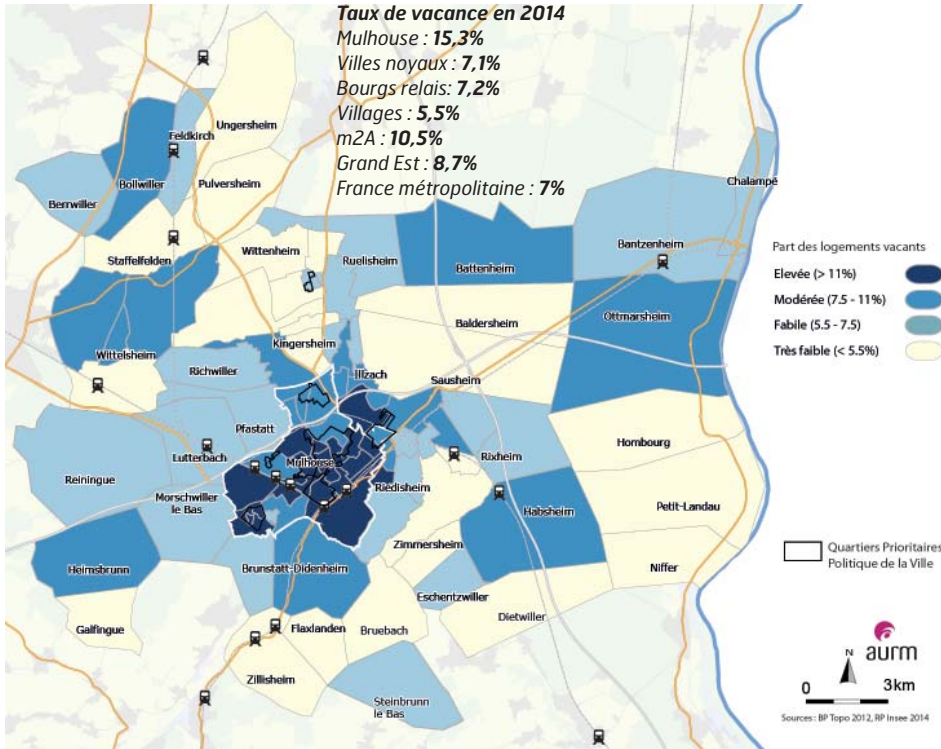 Taux de vacance en 2014
Mulhouse : 15,3%
Villes noyaux : 7,1%
Bourgs relais: 7,2%
Villages : 5,5%
m2A : 10,5%
Grand Est : 8,7%
France métropolitaine : 7%
Ungersheim
Feldkirch
Bollwiller
Pulversheim
Berrwiller
Chalampé
Staffelfelden
Wittenheim
Ruelisheim
Battenheim
Bantzenheim
Baldersheim
Ottmarsheim
Wittelsheim
Kingersheim
Richwiller
Illzach
Sausheim
Pfastatt
Hombourg
Lutterbach
Mulhouse
Rixheim
Reiningue
Riedisheim
Morschwiller
le Bas
Habsheim
Petit-Landau
Zimmersheim
Heimsbrunn
Brunstatt-Didenheim
Niffer
Eschentzwiller
Dietwiller
Galfingue
Flaxlanden
Bruebach
Zillisheim
Steinbrunn
le Bas
Part des logements vacants
Elevée (> 11%)
Modérée (7.5 - 11%)
Fabile (5.5 - 7.5)
Très faible (< 5.5%)
Quartiers Prioritaires
Politique de la Ville
aurm
N
0 3km
Sources : BP Topo 2012, RP Insee 2014